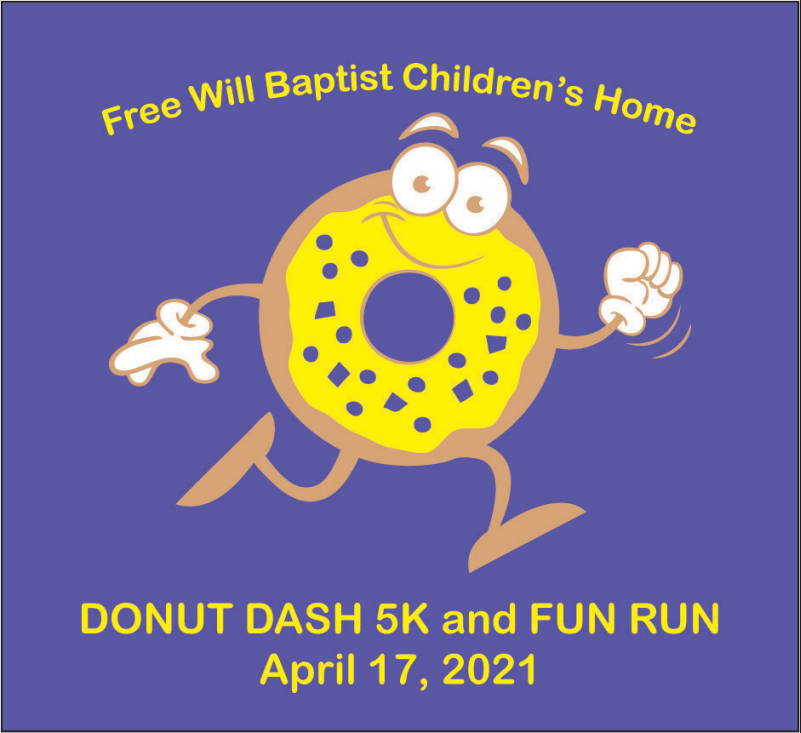 Free Will Baptist Children’s Home
DONUT DASH 5K and FUN RUN
April 17, 2021